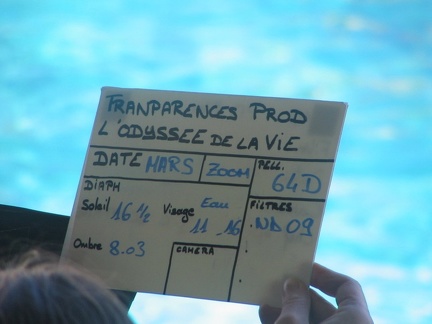 TRANPARENCES PROD
L'ODYSSEE DE LA VIE
DATE MARS ZOOM PELL. 64D
DIAPH
Soleil 16 ½ Visage Eau 11 .16
FILTRES
.ND 09
Ombre 8.03
CAMERA